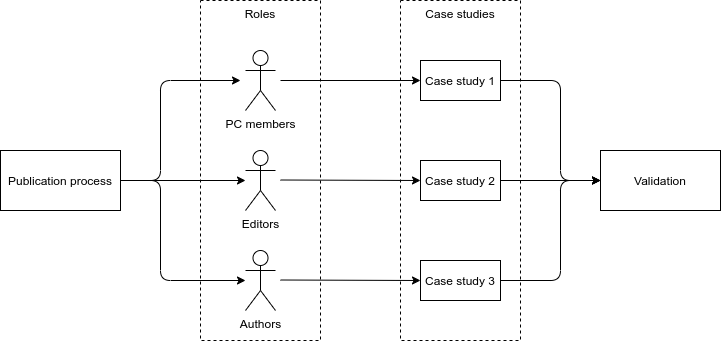 Roles
Case studies
PC members
Case study 1
Publication process
Editors
Case study 2
Validation
Authors
Case study 3